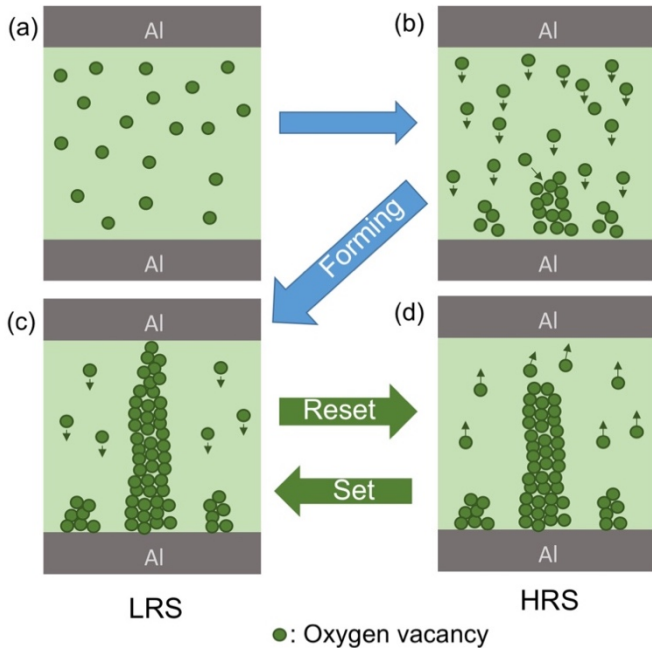 (a)
Al
Al
(b)
Al
Al
Forming
(c)
Al
Al
Reset
Set
(d)
Al
Al
LRS
HRS
: Oxygen vacancy